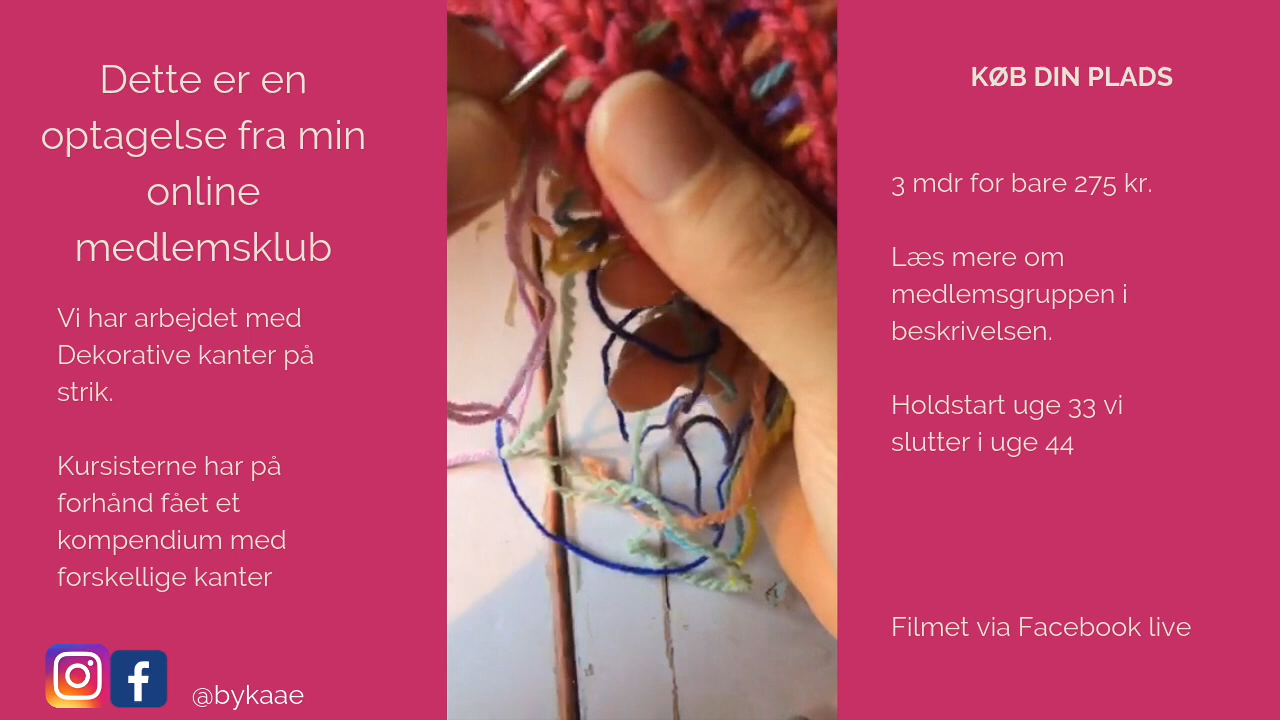 Dette er en
optagelse fra min
online
medlemsklub
Vi har arbejdet med
Dekorative kanter på
strik.
Kursisterne har på
forhånd fået et
kompendium med
forskellige kanter
@bykaae
KØB DIN PLADS
3 mdr for bare 275 kr.
Læs mere om
medlemsgruppen i
beskrivelsen.
Holdstart uge 33 vi
slutter i uge 44
Filmet via Facebook live